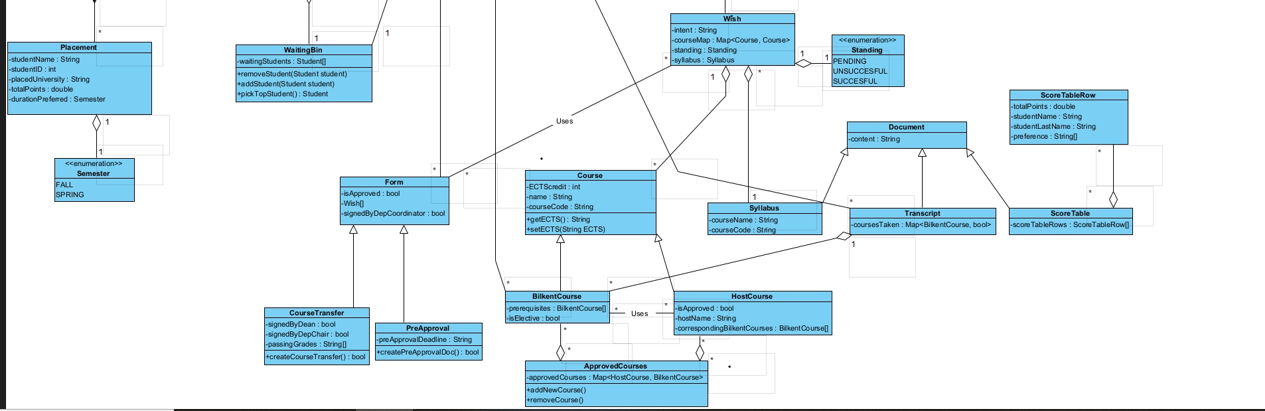 Placement
-studentName : String
-studentID : int
-placedUniversity : String
-totalPoints : double
-durationPreferred : Semester
*
1
1
<<enumeration>>
Semester
FALL
SPRING
1
WaitingBin
-waitingStudents : Student[]
+removeStudent(Student student)
+addStudent(Student student)
+pickTopStudent() : Student
1
Wish
-intent : String
-courseMap : Map<Course, Course>
-standing : Standing
-syllabus : Syllabus
*
1
*
1
1
<<enumeration>>
Standing
PENDING
UNSUCCESFUL
SUCCESFUL
Uses
*
*
Form
-isApproved : bool
-Wish[]
-signedByDepCoordinator : bool
*
Course
-ECTScredit : int
-name : String
-courseCode : String
+getECTS() : String
+setECTS(String ECTS)
1
Syllabus
-courseName : String
-courseCode : String
Document
-content : String
*
Transcript
-coursesTaken : Map<BilkentCourse, bool>
1
ScoreTableRow
-totalPoints : double
-studentName : String
-studentLastName : String
-preference : String[]
*
*
ScoreTable
-scoreTableRows : ScoreTableRow[]
CourseTransfer
-signedByDean : bool
-signedByDepChair : bool
-passingGrades : String[]
+createCourseTransfer() : bool
PreApproval
-preApprovalDeadline : String
+createPreApprovalDoc() : bool
*
*
BilkentCourse
-prerequisites : BilkentCourse[]
-isElective : bool
*
Uses
*
HostCourse
-isApproved : bool
-hostName : String
-correspondingBilkentCourses : BilkentCourse[]
*
*
*
*
ApprovedCourses
-approvedCourses : Map<HostCourse, BilkentCourse>
+addNewCourse()
+removeCourse()